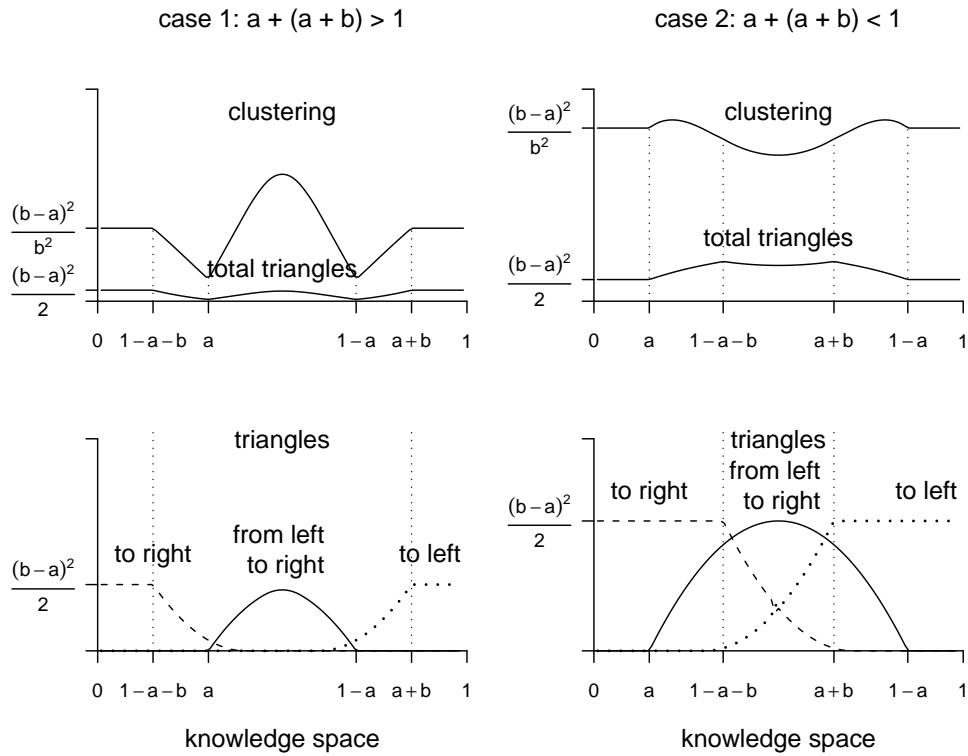 case 1: a + (a + b) > 1
case 2: a + (a + b) < 1
clustering
(b − a)²
b²
total triangles
(b − a)²
2
0 1 − a − b a 1 − a a + b 1
clustering
(b − a)²
b²
total triangles
(b − a)²
2
0 a 1 − a − b a + b 1 − a 1
triangles
to right
from left
to right
to left
(b − a)²
2
0 1 − a − b a 1 − a a + b 1
knowledge space
triangles
from left
to right
to right
to left
(b − a)²
2
0 a 1 − a − b a + b 1 − a 1
knowledge space